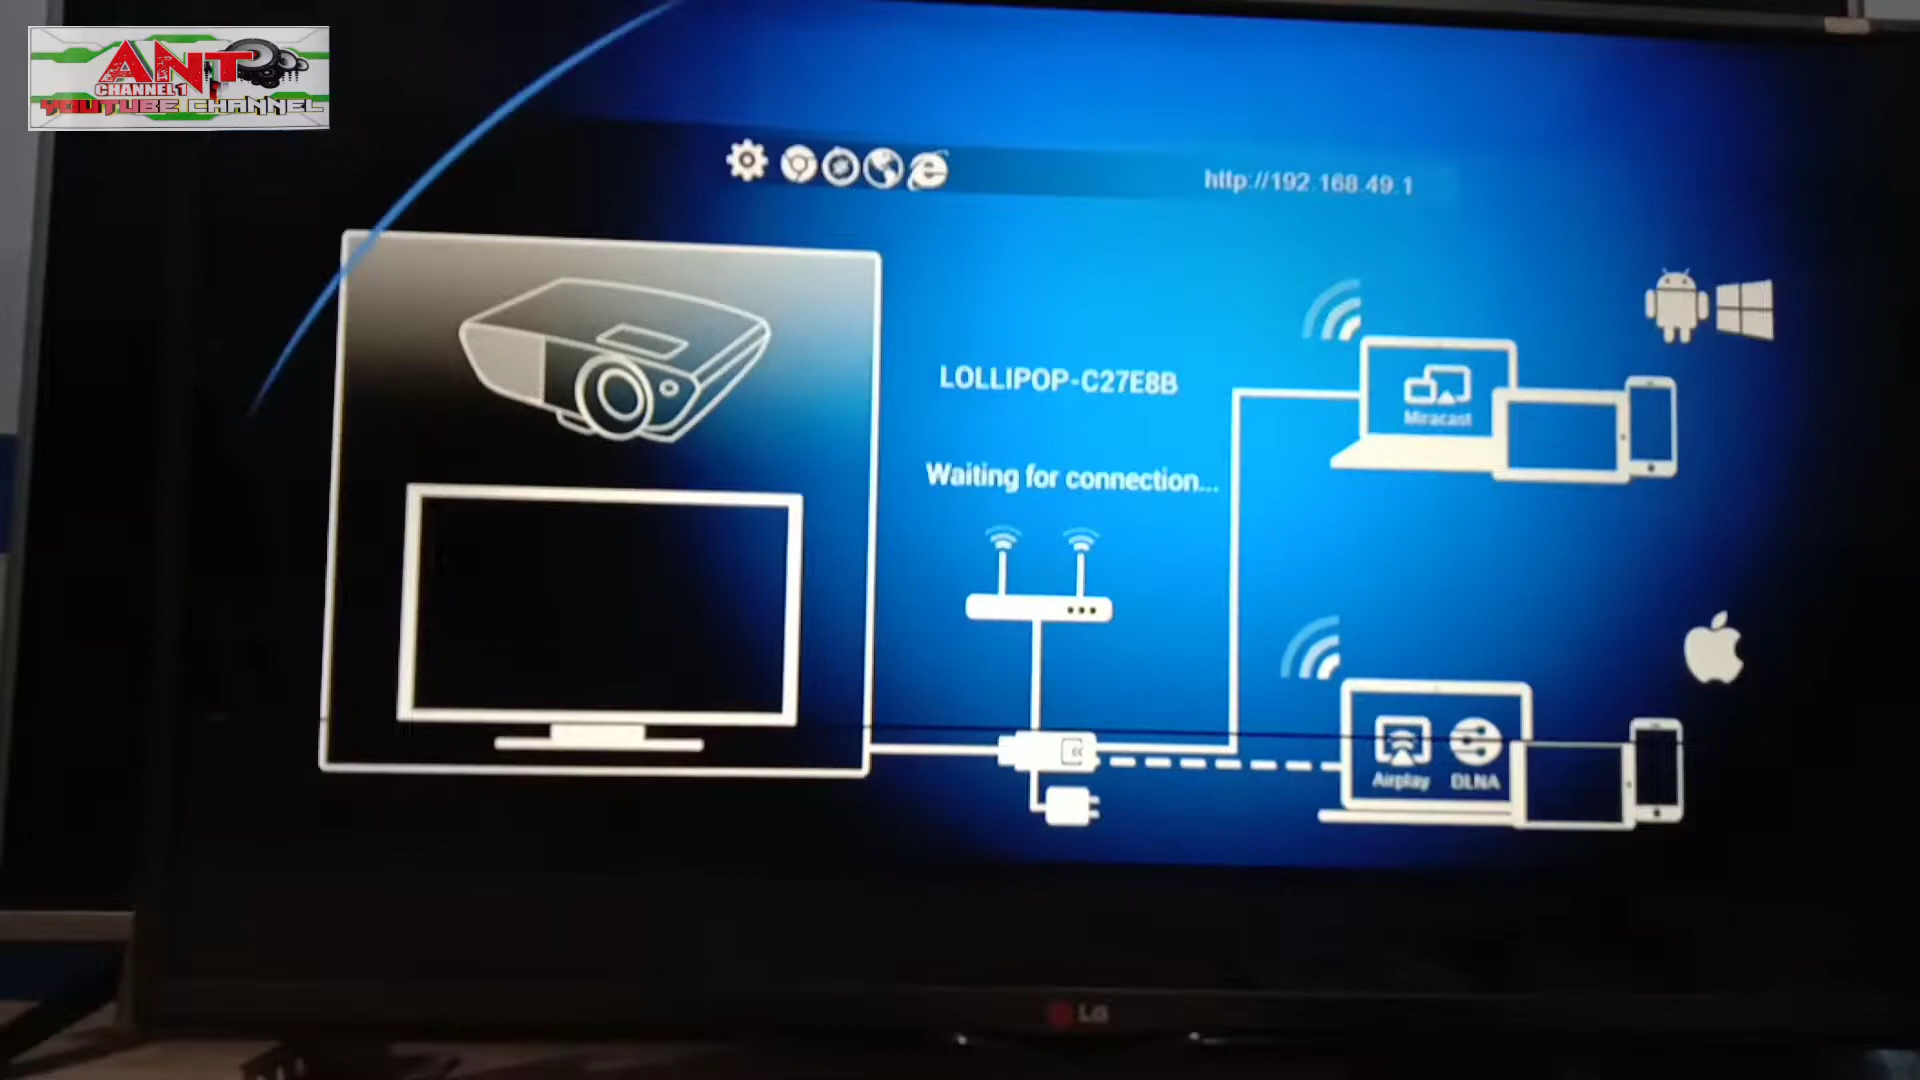 ANT
CHANNEL 1
YOUTUBE CHANNEL
http://192.168.49.1
LOLLIPOP-C27E8B
Miracast
Waiting for connection...
Airplay DLNA
LG